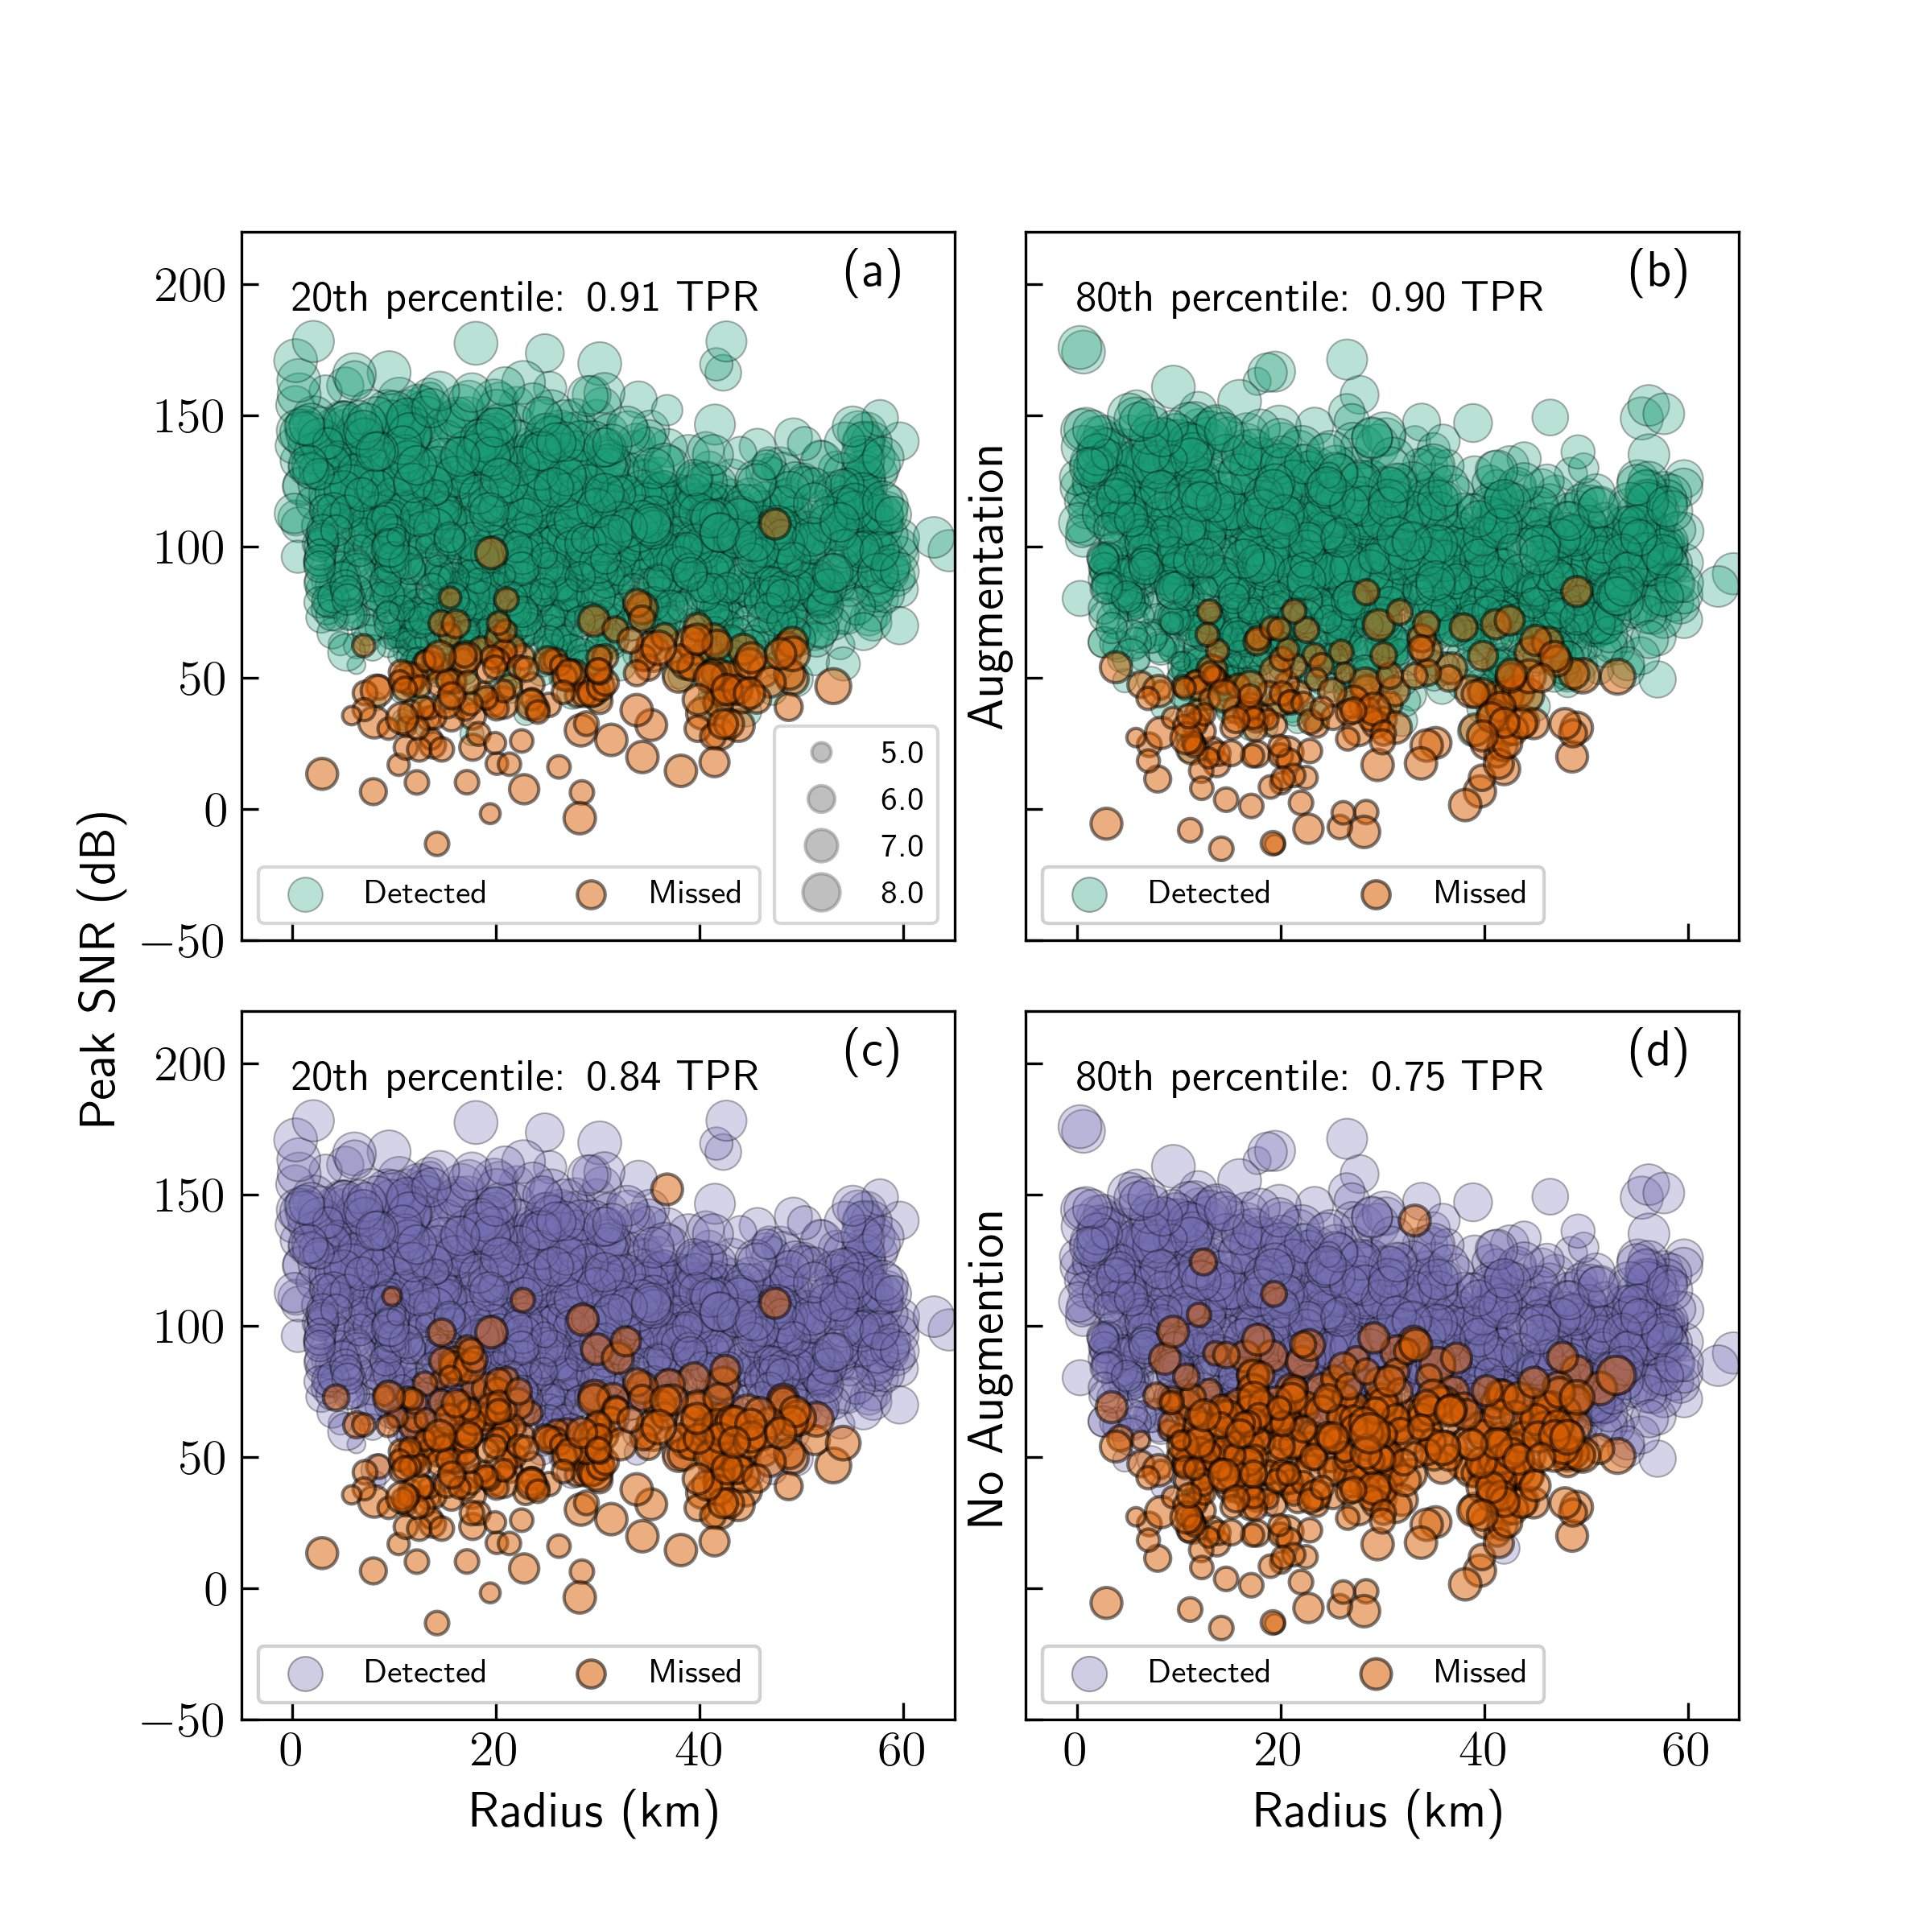 (a)
20th percentile: 0.91 TPR
200
150
100
50
0
−50
5.0
6.0
7.0
8.0
Detected
Missed
(b)
80th percentile: 0.90 TPR
Augmentation
Detected
Missed
Peak SNR (dB)
(c)
20th percentile: 0.84 TPR
200
150
100
50
0
−50
Detected
Missed
0
20
40
60
Radius (km)
(d)
80th percentile: 0.75 TPR
No Augmention
Detected
Missed
0
20
40
60
Radius (km)